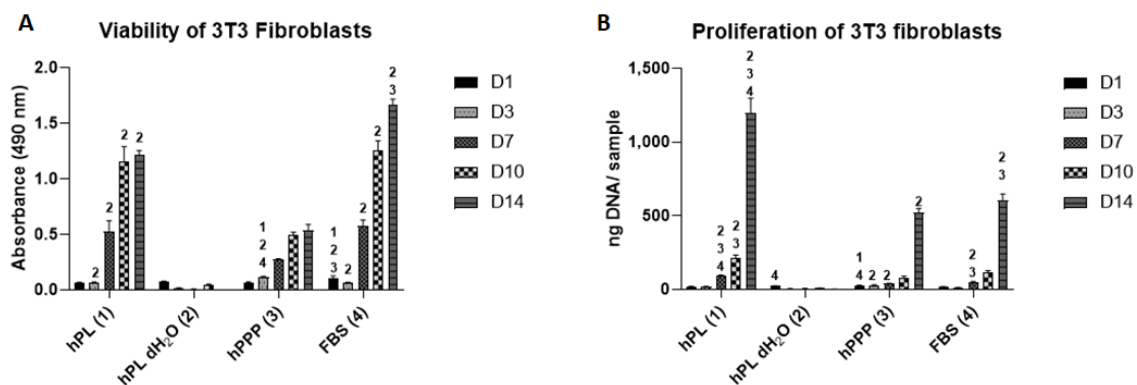 A
Viability of 3T3 Fibroblasts
Absorbance (490 nm)
2.0
1.5
1.0
0.5
0.0
2
2
2
2
1
2
4
1
2
3
2
2
2
2
3
hPL (1)
hPL dH₂O (2)
hPPP (3)
FBS (4)
D1
D3
D7
D10
D14
B
Proliferation of 3T3 fibroblasts
ng DNA/ sample
1,500
1,000
500
0
2
3
4
2
3
2
3
4
4
1
4
2
2
2
2
3
2
3
hPL (1)
hPL dH₂O (2)
hPPP (3)
FBS (4)
D1
D3
D7
D10
D14